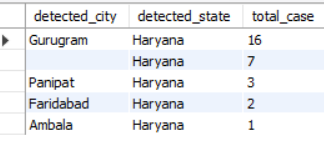 detected_city detected_state total_case
Gurugram Haryana 16
Haryana 7
Panipat Haryana 3
Faridabad Haryana 2
Ambala Haryana 1